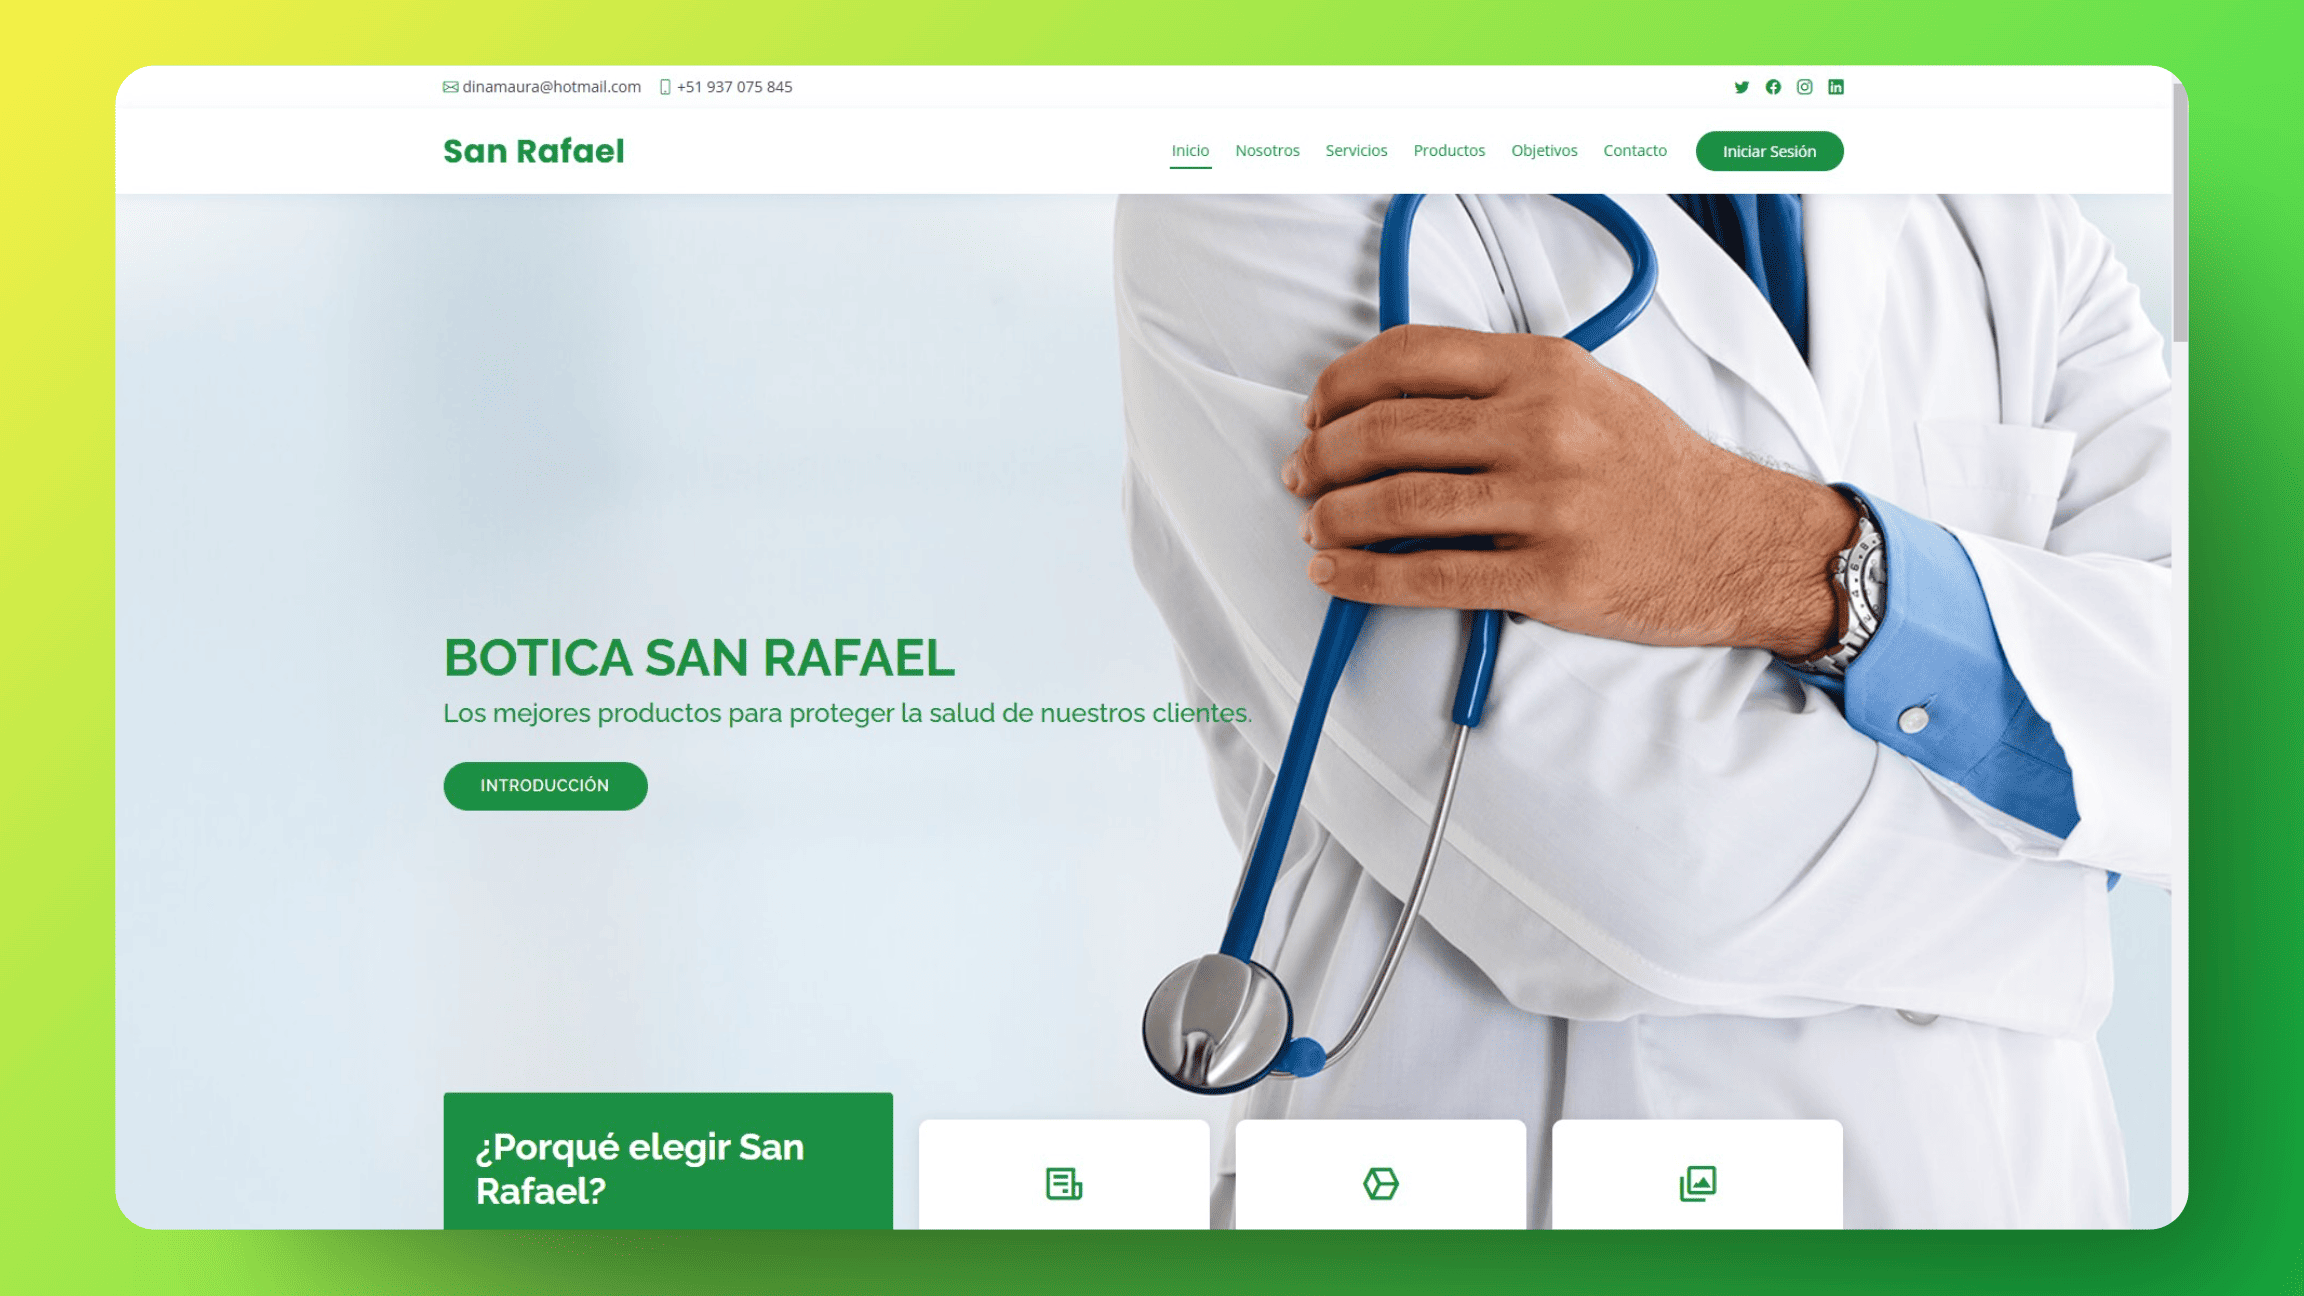 dinamaura@hotmail.com +51 937 075 845
San Rafael
Inicio Nosotros Servicios Productos Objetivos Contacto Iniciar Sesión
BOTICA SAN RAFAEL
Los mejores productos para proteger la salud de nuestros clientes.
INTRODUCCIÓN
¿Porqué elegir San
Rafael?